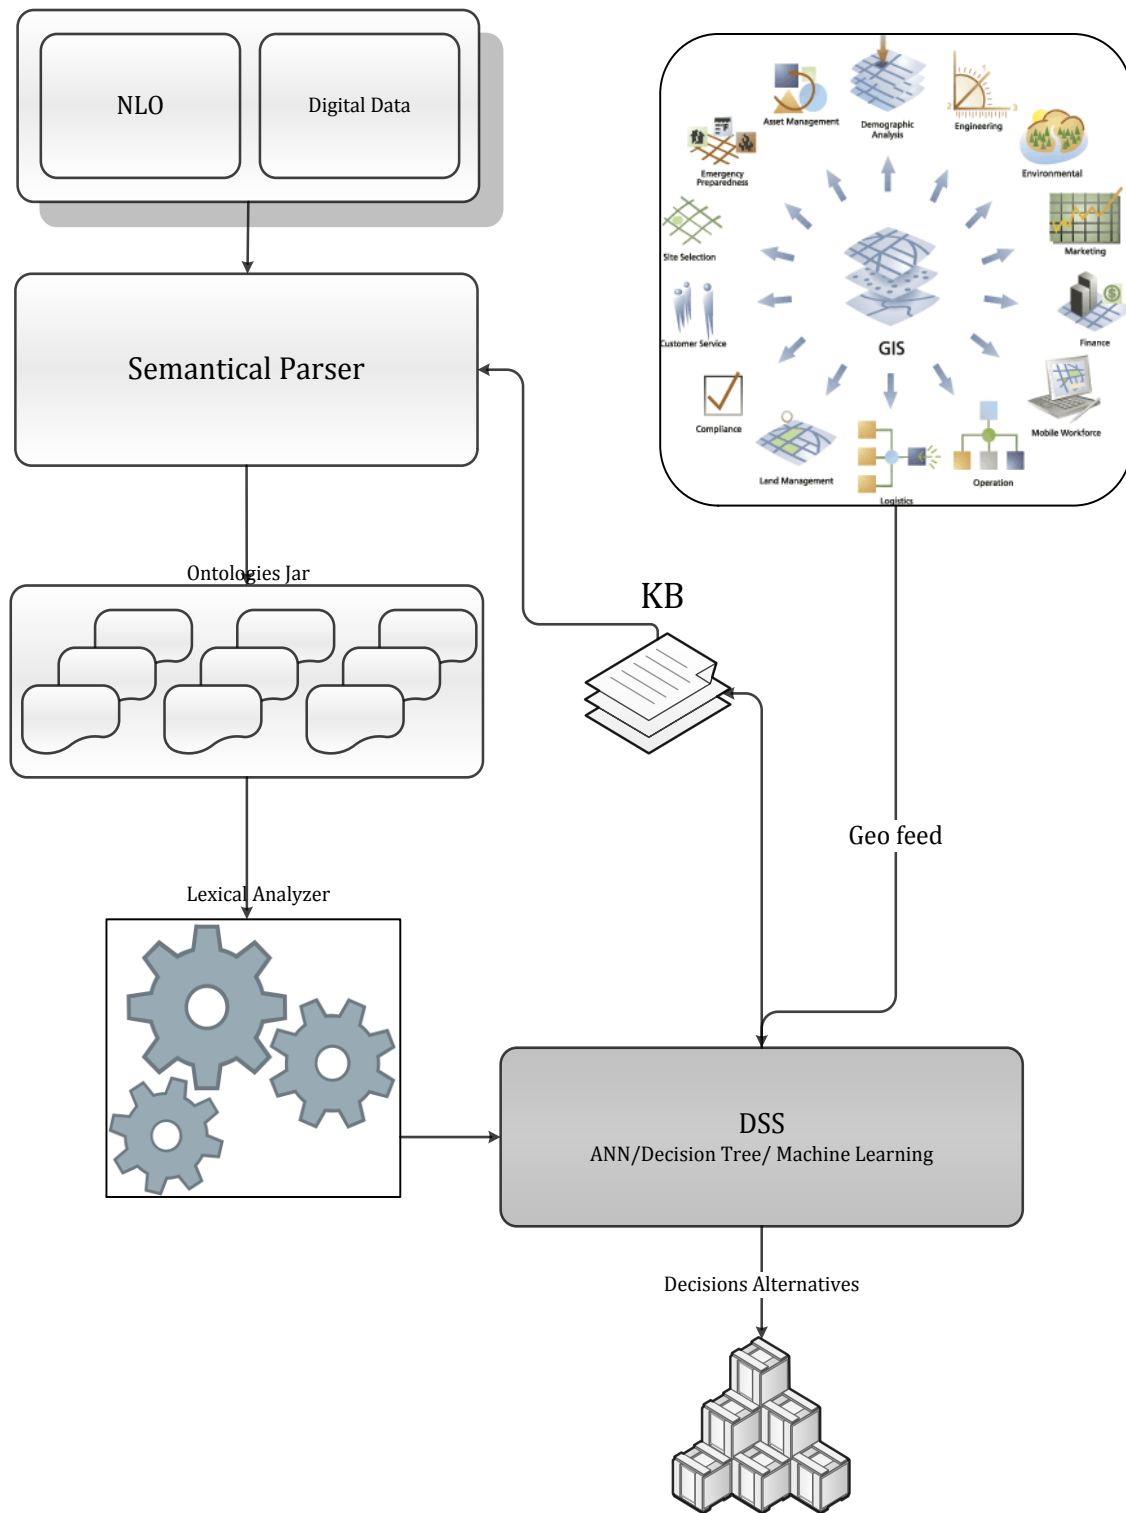 NLO
Digital Data
Semantical Parser
Ontologies Jar
Lexical Analyzer
Asset Management
Demographic
Analysis
Engineering
2
3
Environmental
Emergency
Preparedness
Marketing
Site Selection
$
Finance
Customer Service
GIS
Mobile Workforce
Compliance
Land Management
Logistics
Operation
KB
Geo feed
DSS
ANN/Decision Tree/ Machine Learning
Decisions Alternatives